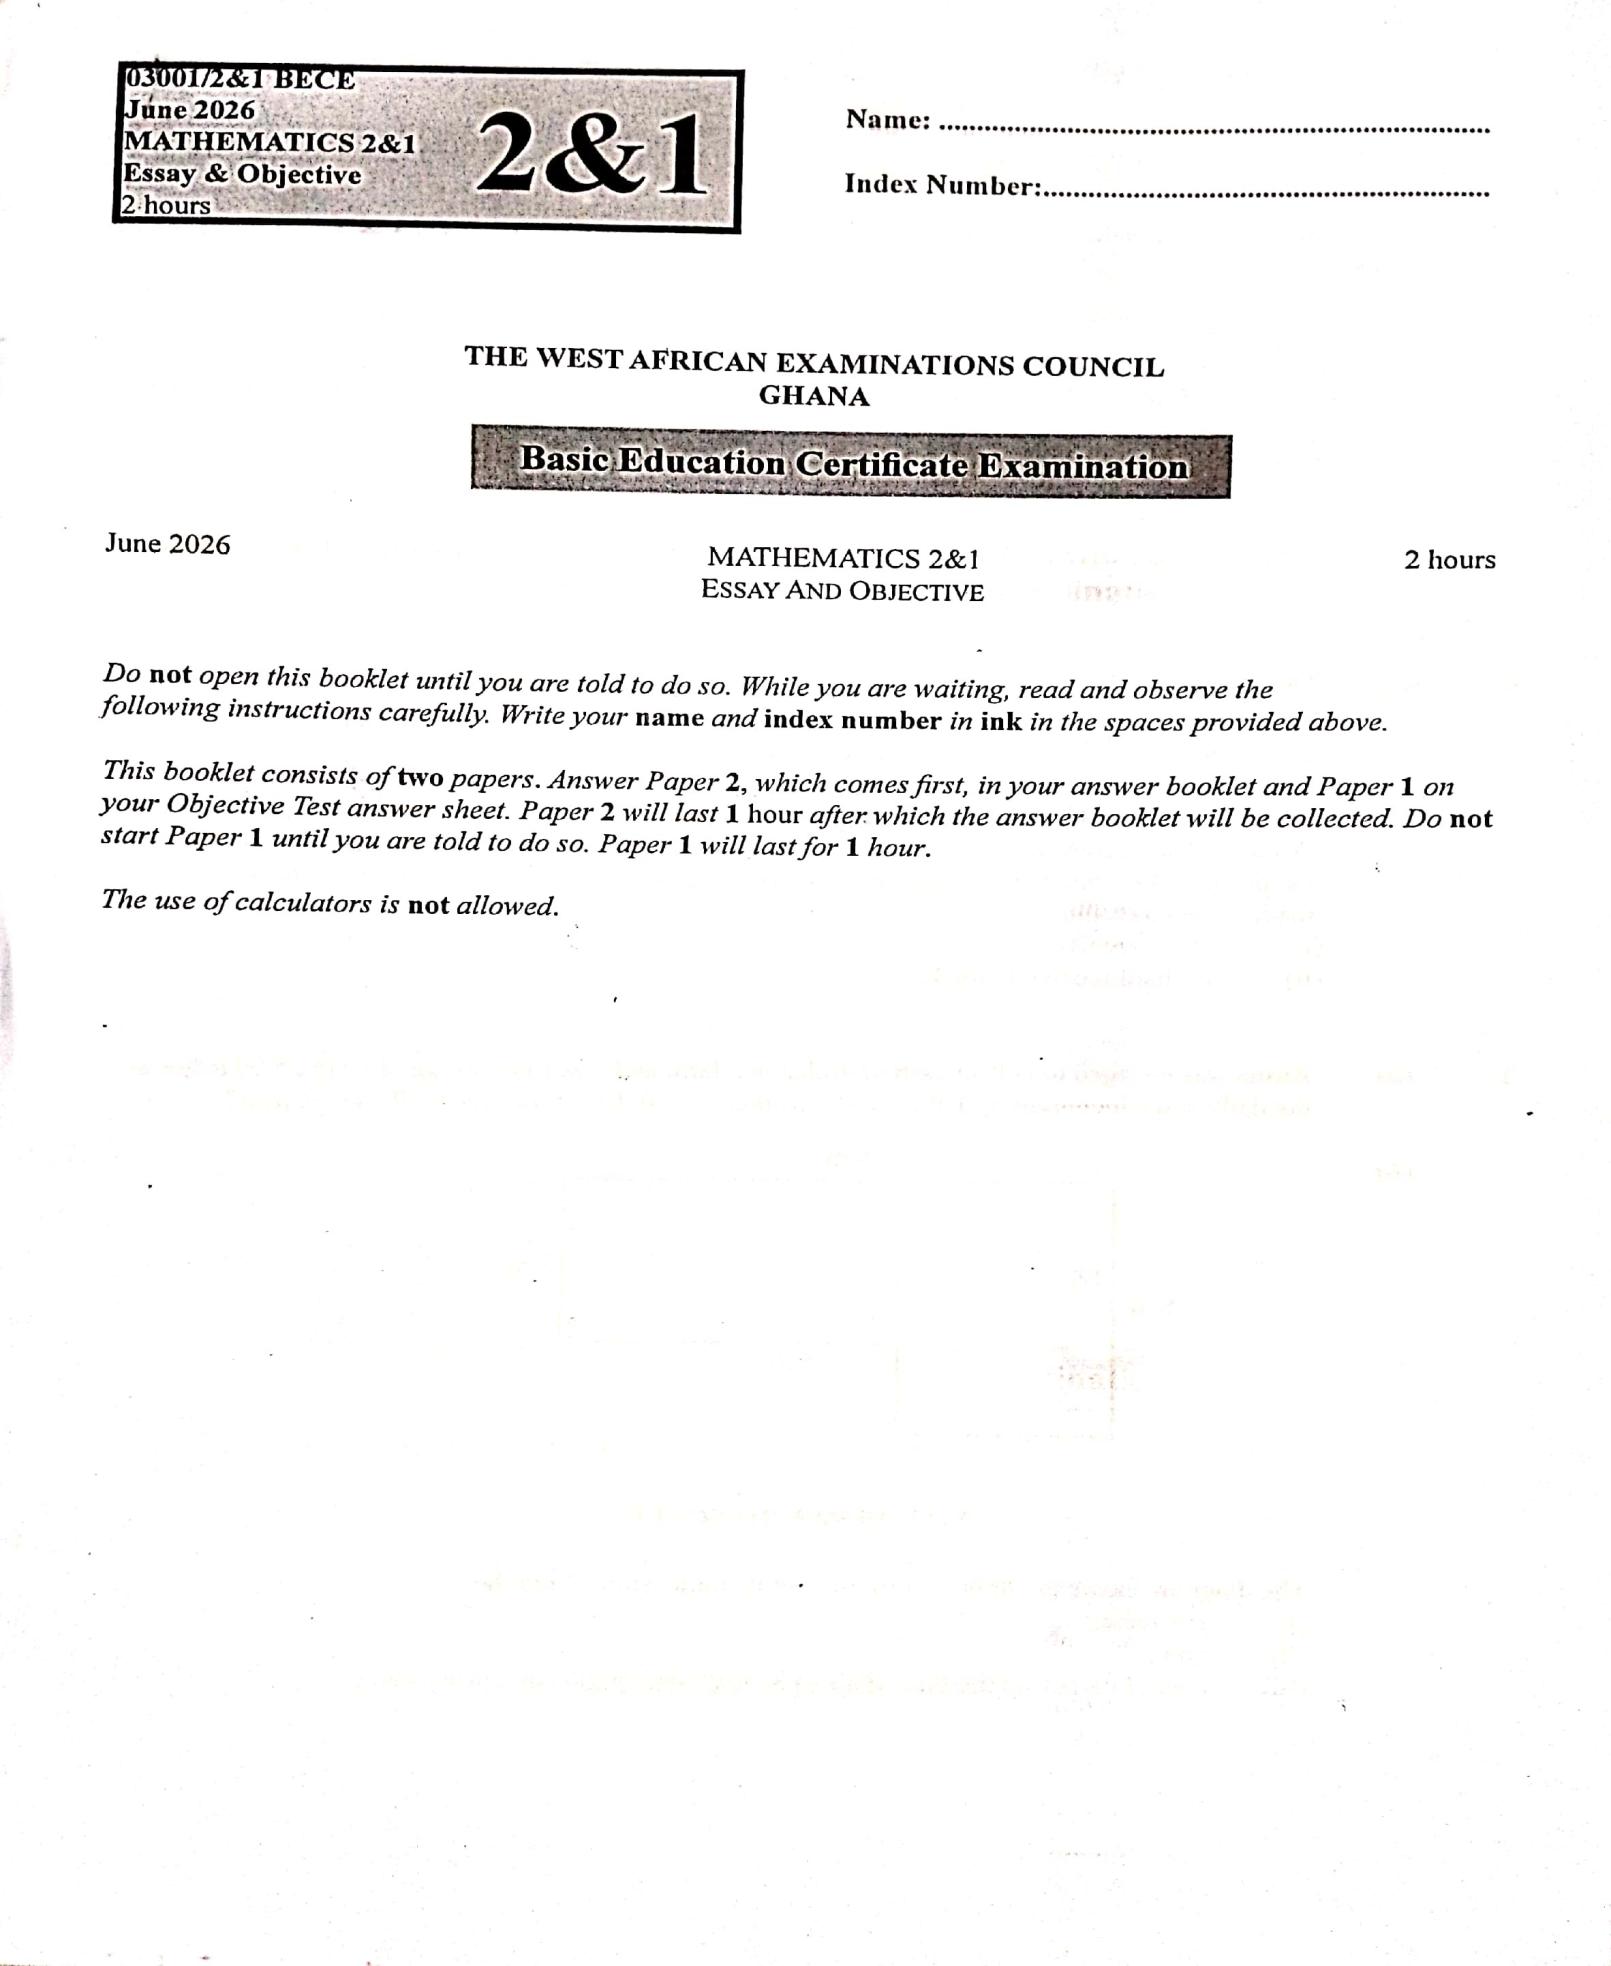 03001/2&1 BECE
June 2026
MATHEMATICS 2&1
Essay & Objective
2 hours
2&1
Name: ........................................................................
Index Number:...........................................................
THE WEST AFRICAN EXAMINATIONS COUNCIL
GHANA
Basic Education Certificate Examination
June 2026
MATHEMATICS 2&1
2 hours
ESSAY AND OBJECTIVE
Do not open this booklet until you are told to do so. While you are waiting, read and observe the
following instructions carefully. Write your name and index number in ink in the spaces provided above.
This booklet consists of two papers. Answer Paper 2, which comes first, in your answer booklet and Paper 1 on
your Objective Test answer sheet. Paper 2 will last 1 hour after which the answer booklet will be collected. Do not
start Paper 1 until you are told to do so. Paper 1 will last for 1 hour.
The use of calculators is not allowed.